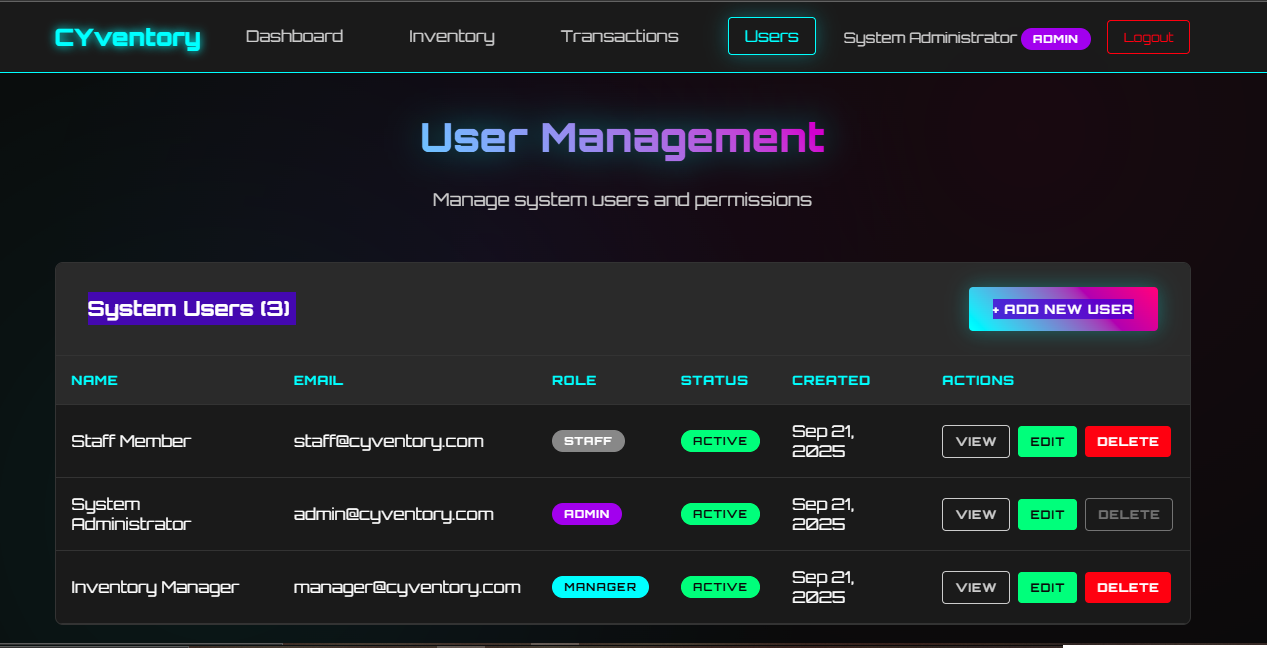 CYventory Dashboard Inventory Transactions Users System Administrator ADMIN Logout
User Management
Manage system users and permissions
System Users (3) + ADD NEW USER
NAME EMAIL ROLE STATUS CREATED ACTIONS
Staff Member staff@cyventory.com STAFF ACTIVE Sep 21, 2025 VIEW EDIT DELETE
System Administrator admin@cyventory.com ADMIN ACTIVE Sep 21, 2025 VIEW EDIT DELETE
Inventory Manager manager@cyventory.com MANAGER ACTIVE Sep 21, 2025 VIEW EDIT DELETE